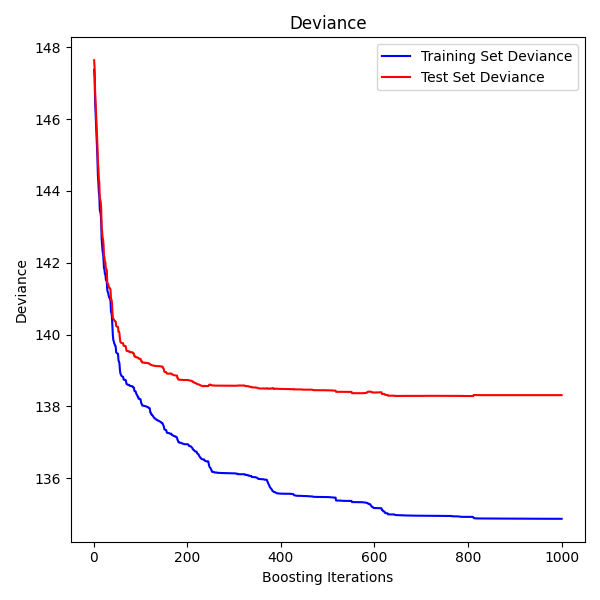 Deviance
Training Set Deviance
Test Set Deviance
148
146
144
142
140
138
136
Deviance
0
200
400
600
800
1000
Boosting Iterations